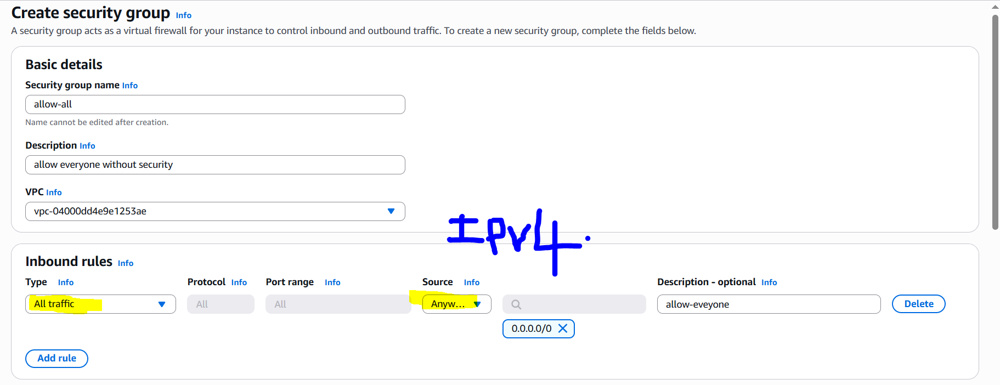 Create security group Info
A security group acts as a virtual firewall for your instance to control inbound and outbound traffic. To create a new security group, complete the fields below.
Basic details
Security group name Info
allow-all
Name cannot be edited after creation.
Description Info
allow everyone without security
VPC Info
vpc-04000dd4e9e1253ae
IPv4.
Inbound rules Info
Type Info Protocol Info Port range Info Source Info Description - optional Info
All traffic All All Anyw... allow-eveyone Delete
0.0.0.0/0
Add rule